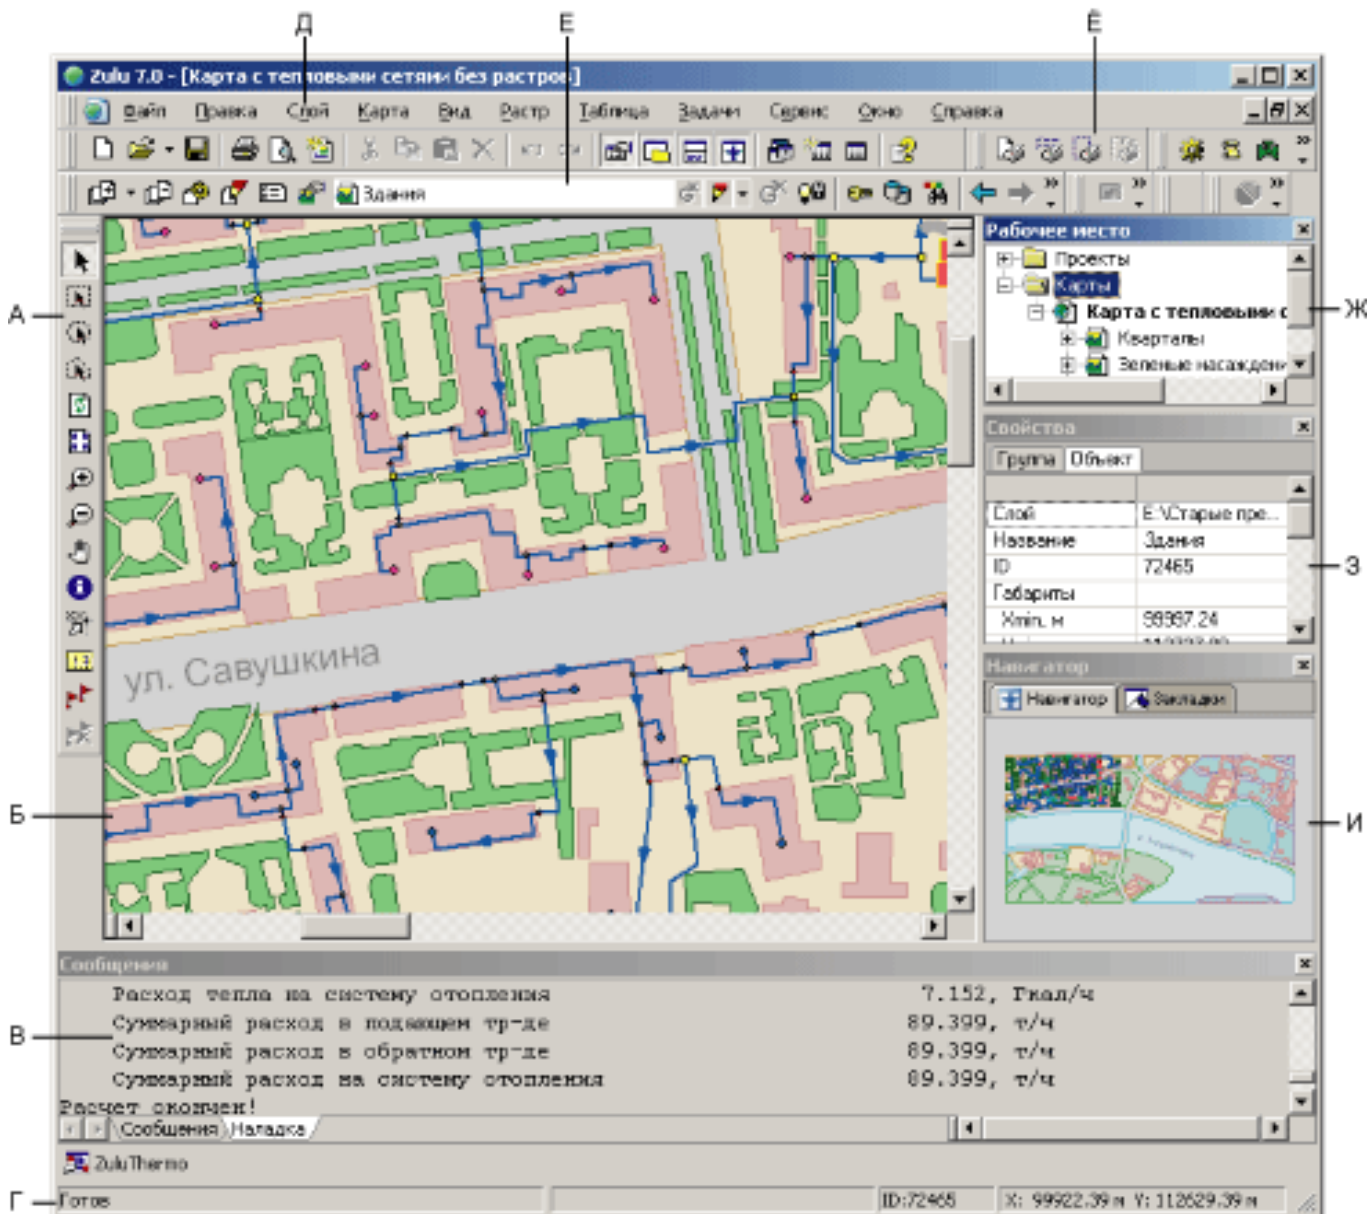 Д Е Ё
Zulu 7.0 - [Карта с тепловыми сетями без растров]
Файл Правка Слой Карта Вид Растр Таблица Задачи Сервис Окно Справка
Здания
А
Рабочее место
Проекты
Карты
Карта с тепловыми с
Ж
Кварталы
Зеленые насаждени
Свойства
Группа Объект
Слой Е:\Старые пре...
Название Здания
ID 72465
З
Габариты
Xmin, м 99997.24
ул. Савушкина
Навигатор
Навигатор Закладки
Б
И
Сообщения
Расход тепла на систему отопления 7.152, Гкал/ч
Суммарный расход в подающем тр-де 89.399, т/ч
В
Суммарный расход в обратном тр-де 89.399, т/ч
Суммарный расход на систему отопления 89.399, т/ч
Расчет окончен!
Сообщения Наладка
ZuluThermo
Г
Готов ID:72465 X: 99922.39 м Y: 112629.39 м